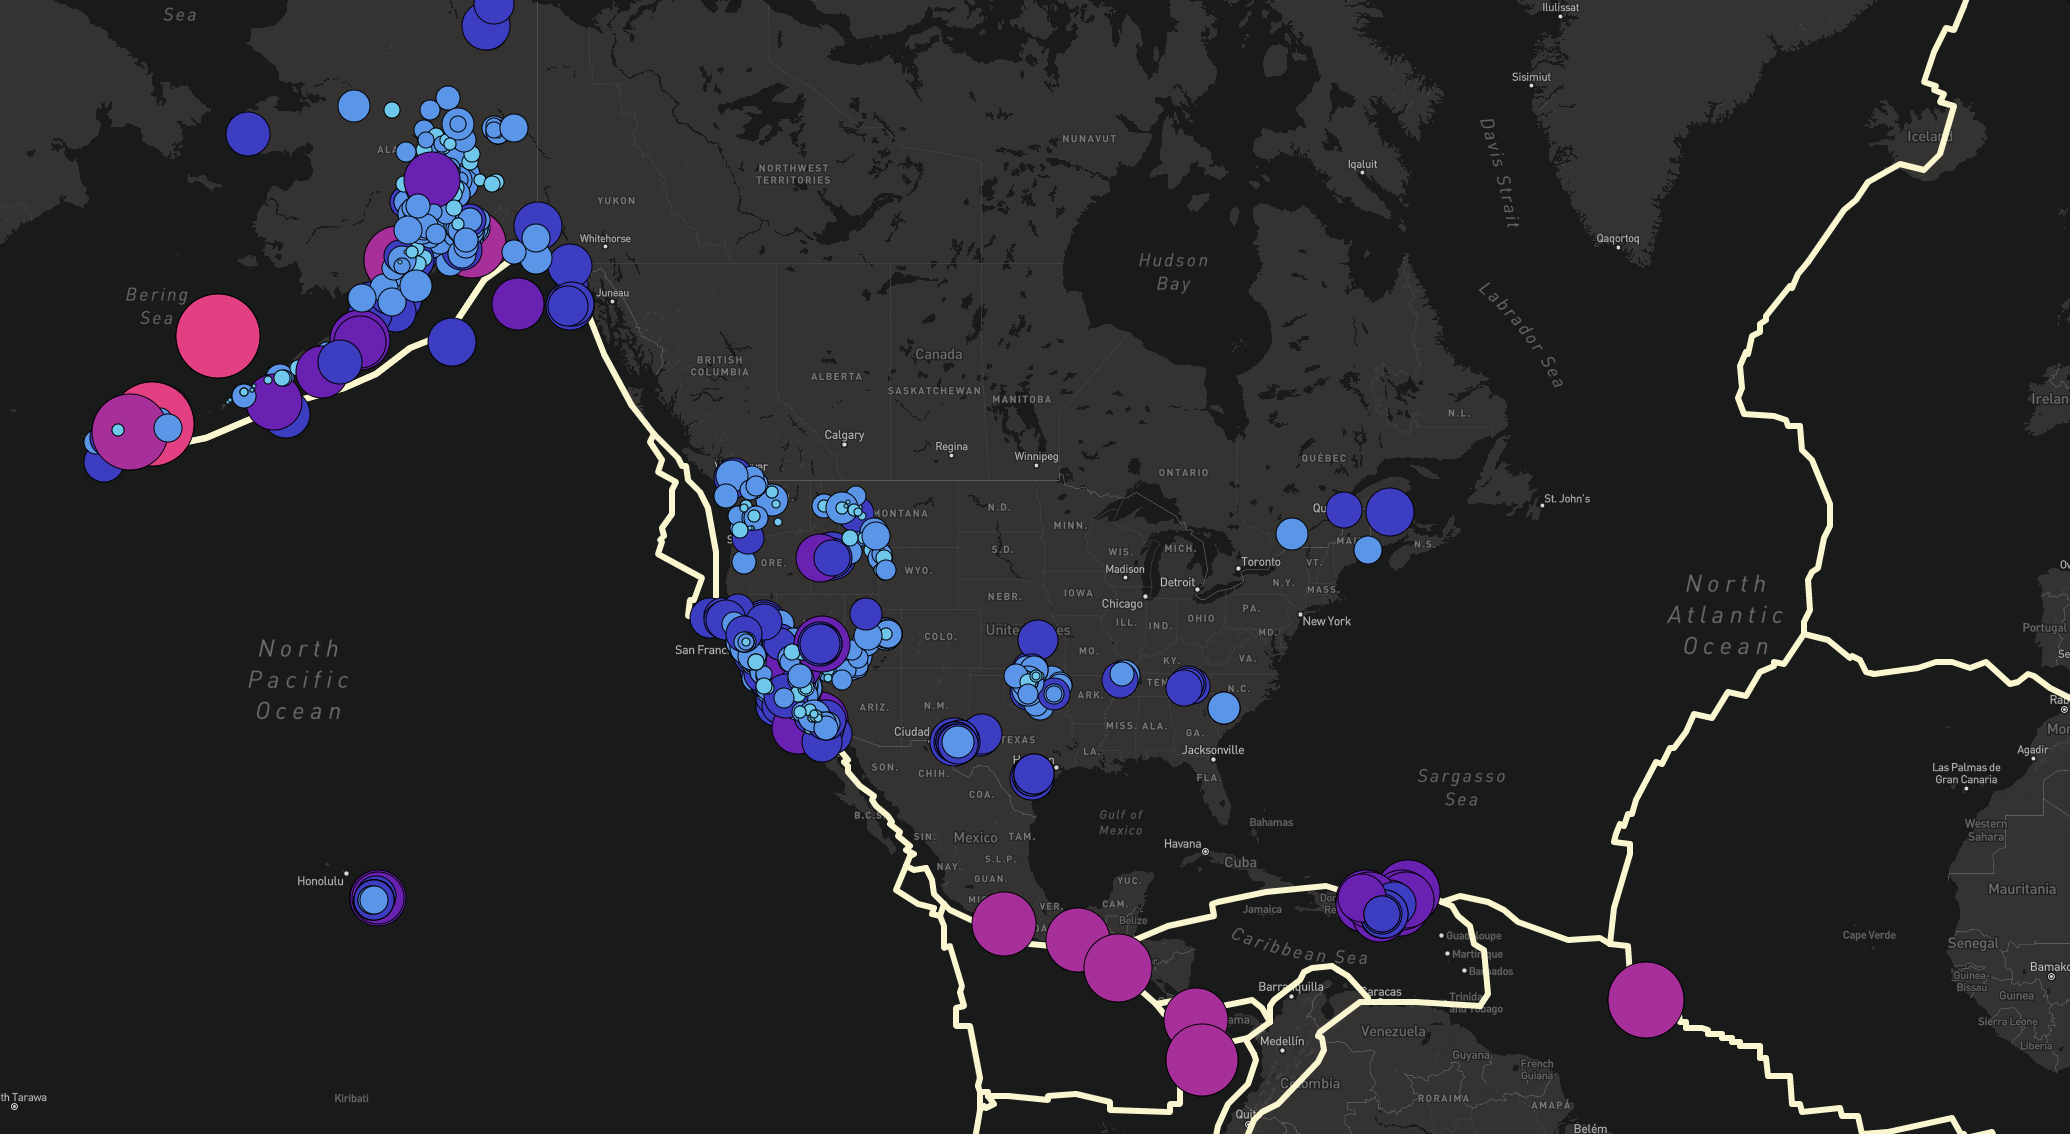 Sea
Ilulissat
Sisimiut
Iceland
Davis Strait
NUNAVUT
Iqaluit
NORTHWEST
TERRITORIES
YUKON
Whitehorse
Qaqortoq
Hudson
Bay
Bering
Sea
Juneau
Labrador Sea
BRITISH
COLUMBIA
Canada
ALBERTA
SASKATCHEWAN
MANITOBA
N.L.
Calgary
Regina
Winnipeg
QUÉBEC
ONTARIO
St. John's
MONTANA
N.D.
MINN.
Qu
N.S.
S.D.
WIS.
MICH.
ORE.
WYO.
Madison
Toronto
VT.
Detroit
N.Y.
MASS.
NEBR.
IOWA
Chicago
North
Atlantic
Ocean
PA.
ILL.
IND.
OHIO
New York
COLO.
MD.
Portugal
North
Pacific
Ocean
San Franc
MO.
KY.
VA.
TEN
N.C.
ARIZ.
N.M.
ARK.
MISS.
ALA.
GA.
Ciudad
TEXAS
LA.
Jacksonville
Agadir
SON.
CHIH.
FLA.
Sargasso
Sea
Las Palmas de
Gran Canaria
COA.
B.C.S.
Gulf of
Mexico
Bahamas
Western
Sahara
SIN.
Mexico
TAM.
Havana
Cuba
NAY.
S.L.P.
GUAN.
YUC.
Honolulu
Mauritania
VER.
CAM.
Belize
Jamaica
Guadeloupe
Cape Verde
Senegal
Caribbean Sea
Martinique
Barbados
Bamako
Guinea-
Bissau
Barranquilla
Caracas
Trinidad
and Tobago
Guinea
Sierra Leone
Medellín
Venezuela
Liberia
Guyana
French
Guiana
Colombia
th Tarawa
Kiribati
RORAIMA
AMAPÁ
Quit
Belém